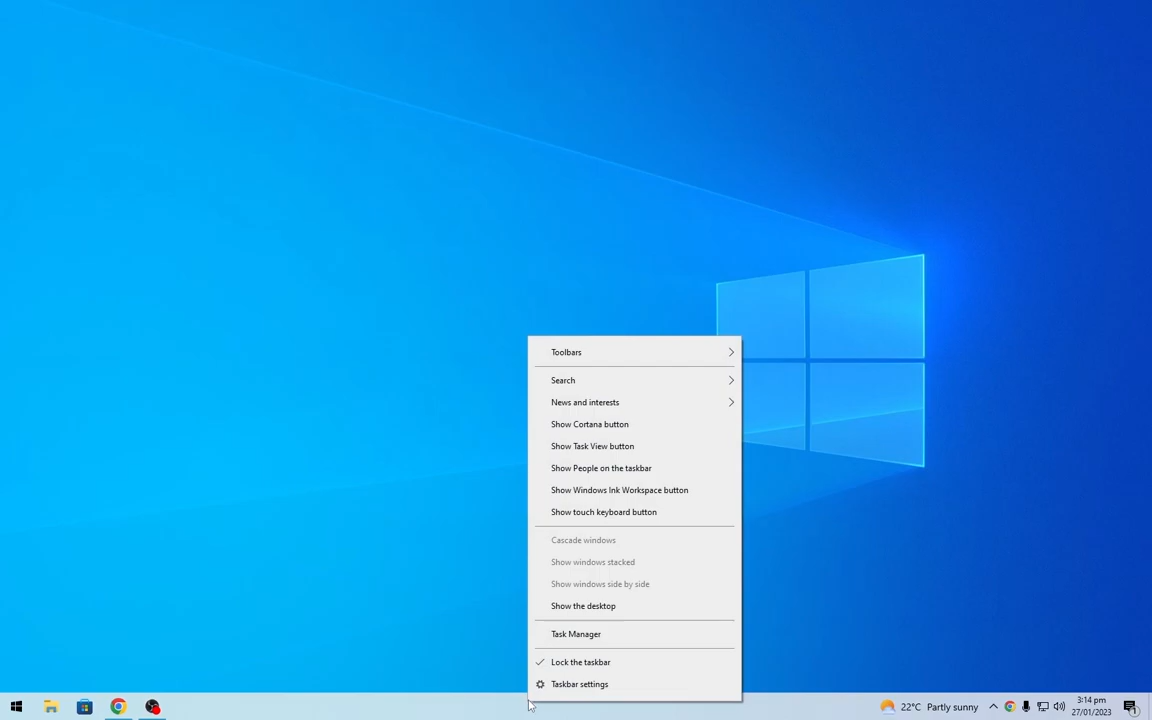 Toolbars
Search
News and interests
Show Cortana button
Show Task View button
Show People on the taskbar
Show Windows Ink Workspace button
Show touch keyboard button
Cascade windows
Show windows stacked
Show windows side by side
Show the desktop
Task Manager
Lock the taskbar
Taskbar settings
22°C Partly sunny
3:14 pm
27/01/2023
1